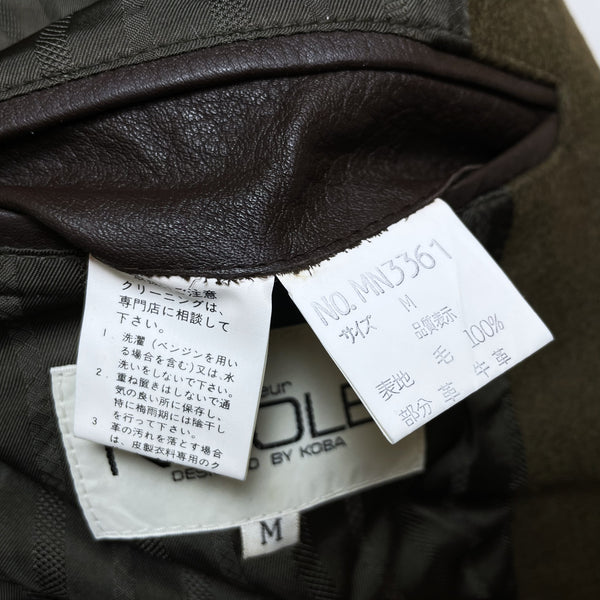 注意
クリーニングは、
専門店に相談して
下さい。
1. 洗濯(ベンジンを用い
る場合を含む)又は、水
洗いをしないで下さい。
2. 重ね置きはしないで通
気の良い所に保存し、
特に梅雨期には陰干し
を行って下さい。
3 革の汚れを落とす場合
は、皮製衣料専用のク
NO. MN3361
サイズ M
品質表示
表地 毛 100%
部分 革 牛革
eur
OLE
BY KOBA
M